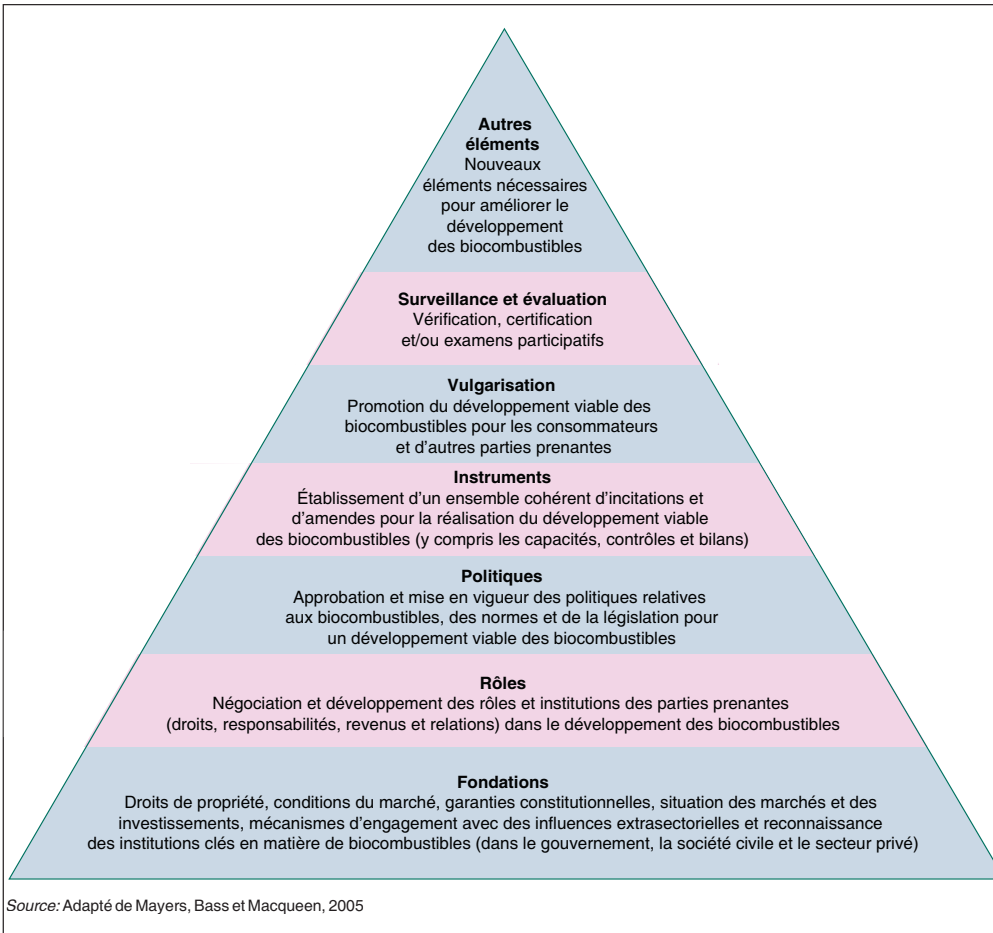 Autres
éléments
Nouveaux
éléments nécessaires
pour améliorer le
développement
des biocombustibles
Surveillance et évaluation
Vérification, certification
et/ou examens participatifs
Vulgarisation
Promotion du développement viable des
biocombustibles pour les consommateurs
et d'autres parties prenantes
Instruments
Établissement d'un ensemble cohérent d'incitations et
d'amendes pour la réalisation du développement viable
des biocombustibles (y compris les capacités, contrôles et bilans)
Politiques
Approbation et mise en vigueur des politiques relatives
aux biocombustibles, des normes et de la législation pour
un développement viable des biocombustibles
Rôles
Négociation et développement des rôles et institutions des parties prenantes
(droits, responsabilités, revenus et relations) dans le développement des biocombustibles
Fondations
Droits de propriété, conditions du marché, garanties constitutionnelles, situation des marchés et des
investissements, mécanismes d'engagement avec des influences extrasectorielles et reconnaissance
des institutions clés en matière de biocombustibles (dans le gouvernement, la société civile et le secteur privé)
Source: Adapté de Mayers, Bass et Macqueen, 2005